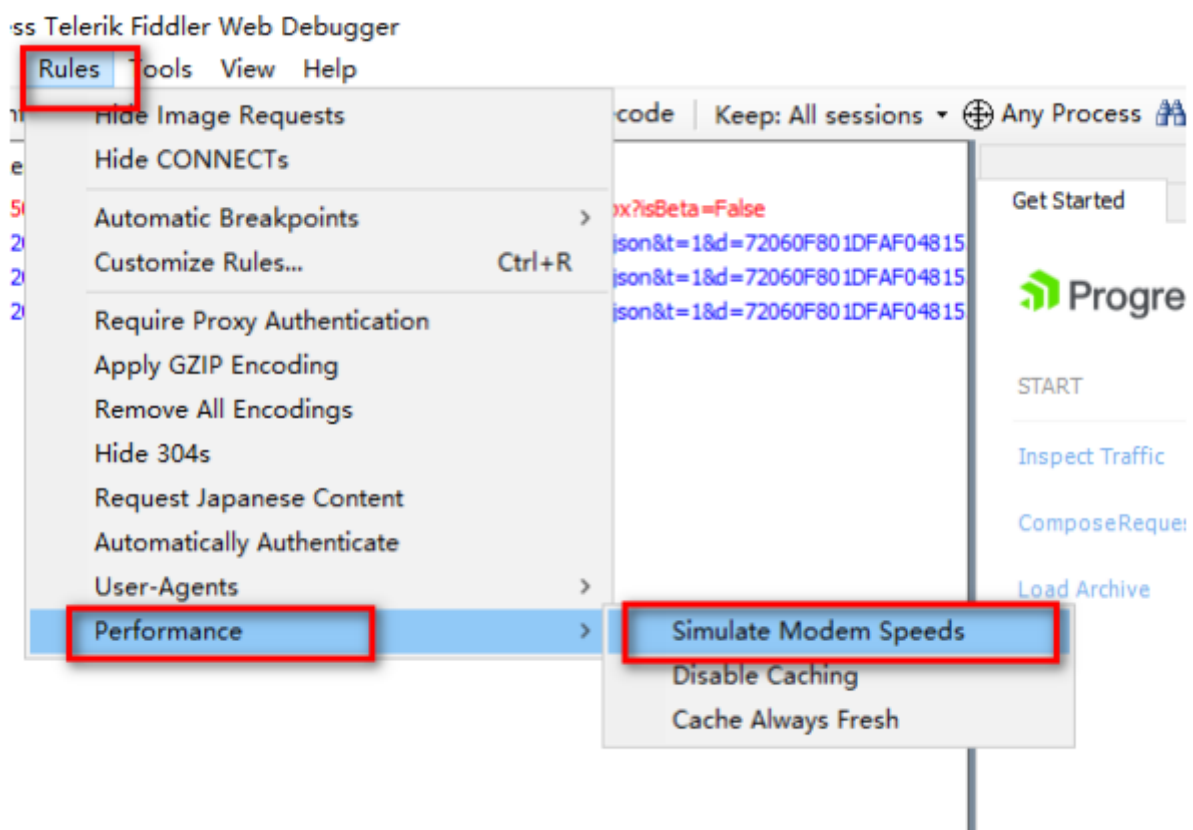 ss Telerik Fiddler Web Debugger
Rules Tools View Help
code Keep: All sessions Any Process
Hide Image Requests
Hide CONNECTs
Automatic Breakpoints
Customize Rules... Ctrl+R
Require Proxy Authentication
Apply GZIP Encoding
Remove All Encodings
Hide 304s
Request Japanese Content
Automatically Authenticate
User-Agents
Performance
Simulate Modem Speeds
Disable Caching
Cache Always Fresh
px?isBeta=False
json&t=1&d=72060F801DFAF04815
json&t=1&d=72060F801DFAF04815
json&t=1&d=72060F801DFAF04815
Get Started
Progre
START
Inspect Traffic
ComposeReques
Load Archive